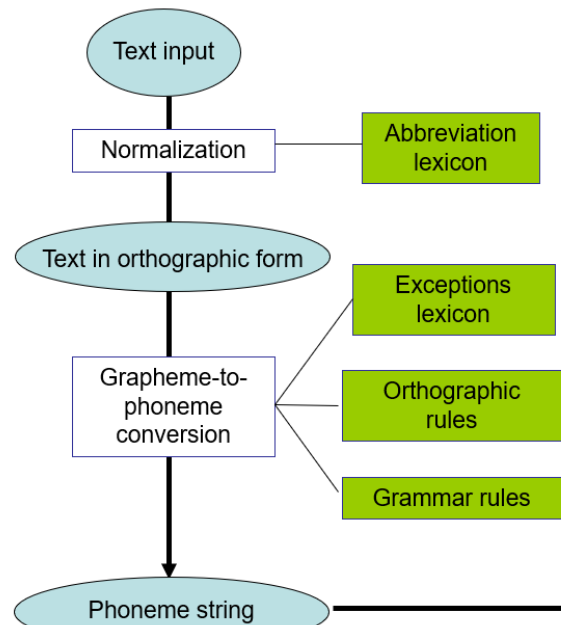 Text input
Normalization
Abbreviation
lexicon
Text in orthographic form
Exceptions
lexicon
Grapheme-to-
phoneme
conversion
Orthographic
rules
Grammar rules
Phoneme string